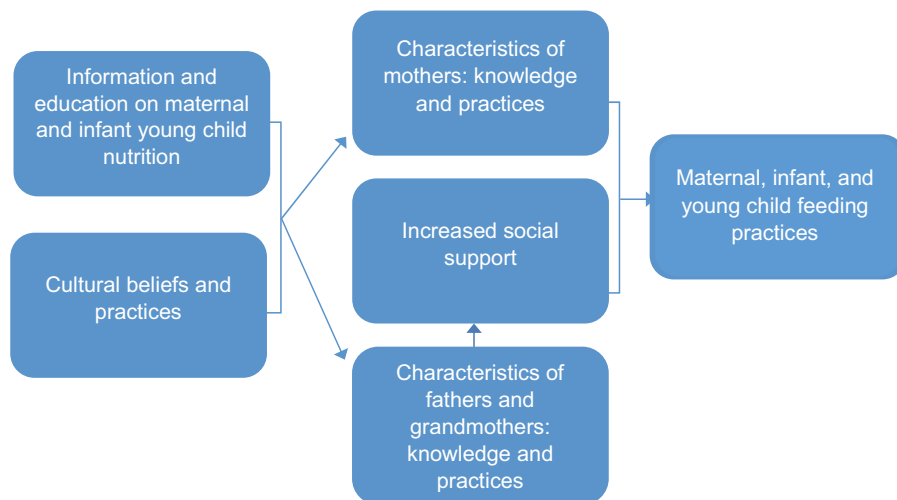 Information and
education on maternal
and infant young child
nutrition
Cultural beliefs and
practices
Characteristics of
mothers: knowledge
and practices
Increased social
support
Characteristics of
fathers and
grandmothers:
knowledge and
practices
Maternal, infant, and
young child feeding
practices